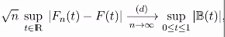 √n sup_{t∈ℝ} |F_n(t) − F(t)| —(d)→_{n→∞} sup_{0≤t≤1} |𝔹(t)|,